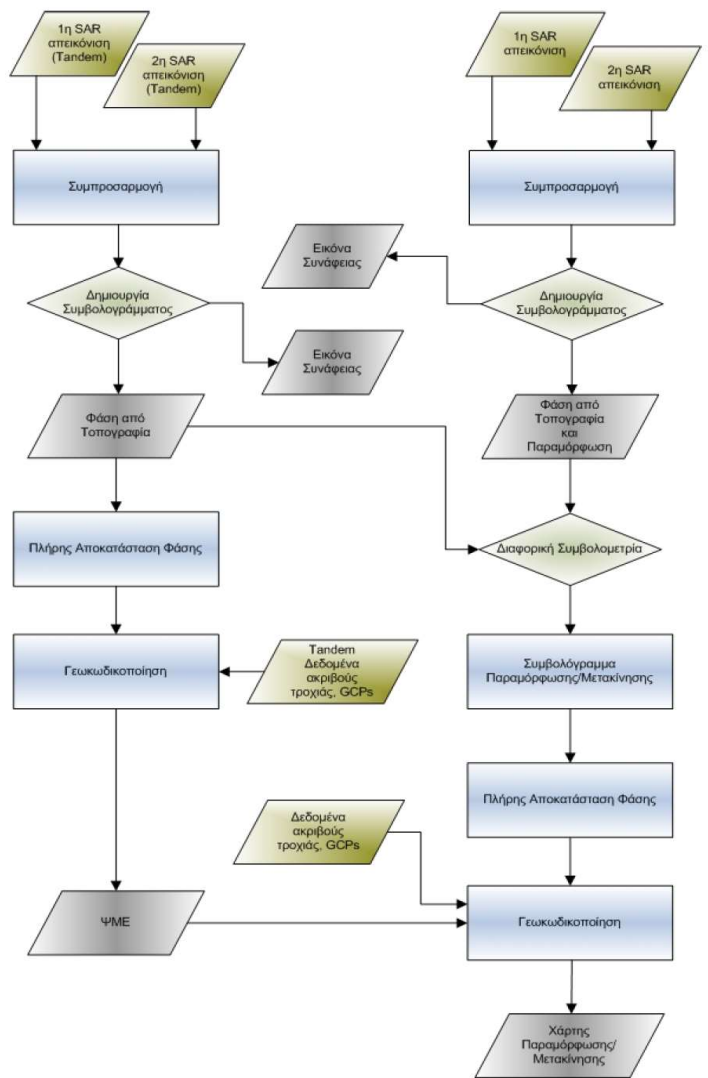 1η SAR
απεικόνιση
(Tandem)
2η SAR
απεικόνιση
(Tandem)
1η SAR
απεικόνιση
2η SAR
απεικόνιση
Συμπροσαρμογή
Συμπροσαρμογή
Εικόνα
Συνάφειας
Δημιουργία
Συμβολογράμματος
Δημιουργία
Συμβολογράμματος
Εικόνα
Συνάφειας
Φάση από
Τοπογραφία
Φάση από
Τοπογραφία
και
Παραμόρφωση
Πλήρης Αποκατάσταση Φάσης
Διαφορική Συμβολομετρία
Γεωκωδικοποίηση
Tandem
Δεδομένα
ακριβούς
τροχιάς, GCPs
Συμβολόγραμμα
Παραμόρφωσης/Μετακίνησης
Πλήρης Αποκατάσταση Φάσης
Δεδομένα
ακριβούς
τροχιάς, GCPs
ΨΜΕ
Γεωκωδικοποίηση
Χάρτης
Παραμόρφωσης/
Μετακίνησης